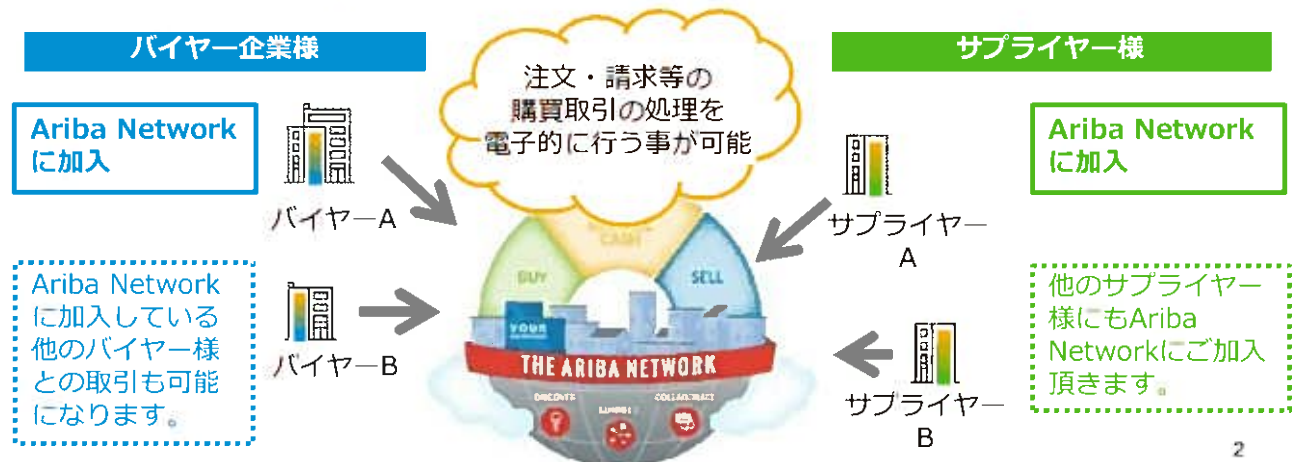 バイヤー企業様
サプライヤー様
注文・請求等の
購買取引の処理を
電子的に行う事が可能
Ariba Network
に加入
バイヤーA
サプライヤー
A
Ariba Network
に加入
CASH
BUY
SELL
Ariba Network
に加入している
他のバイヤー様
との取引も可能
になります。
バイヤーB
YOUR
THE ARIBA NETWORK
サプライヤー
B
他のサプライヤー
様にもAriba
Networkにご加入
頂きます。
COLLABORATE
2